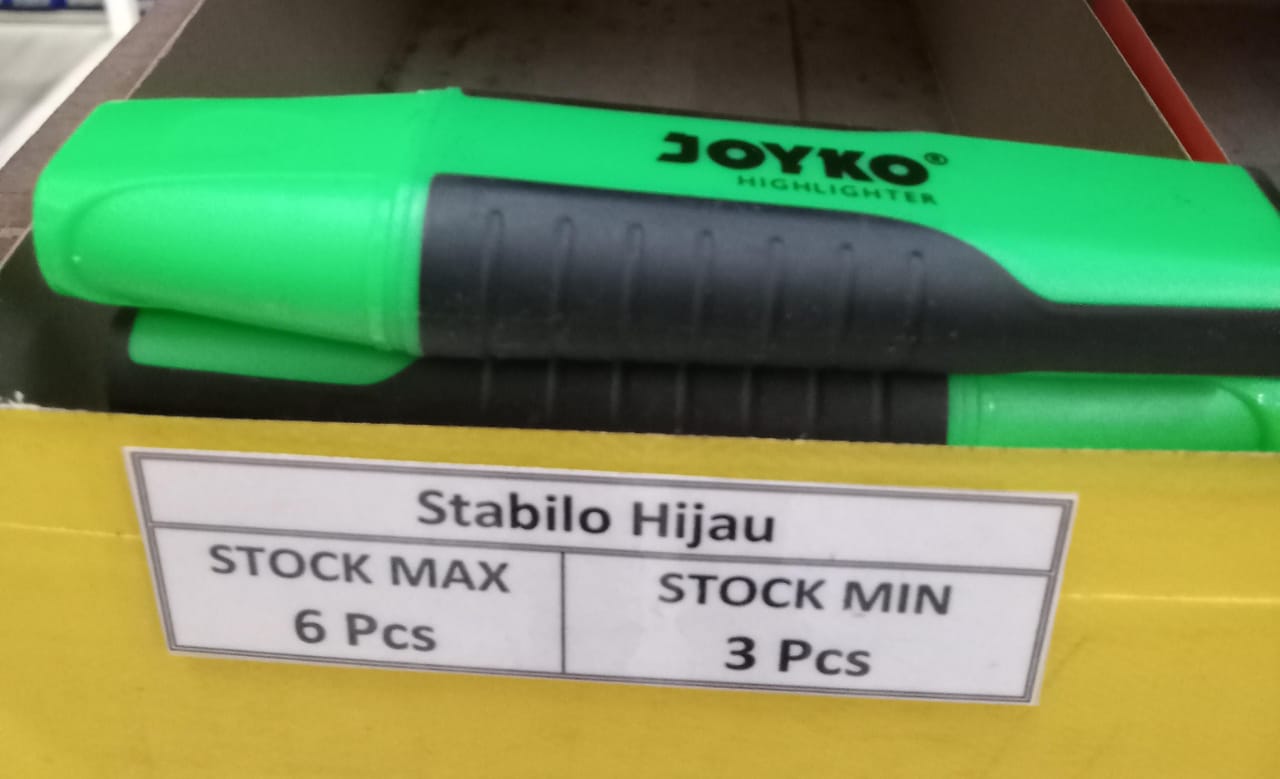 JOYKO®
HIGHLIGHTER
Stabilo Hijau
STOCK MAX
6 Pcs
STOCK MIN
3 Pcs